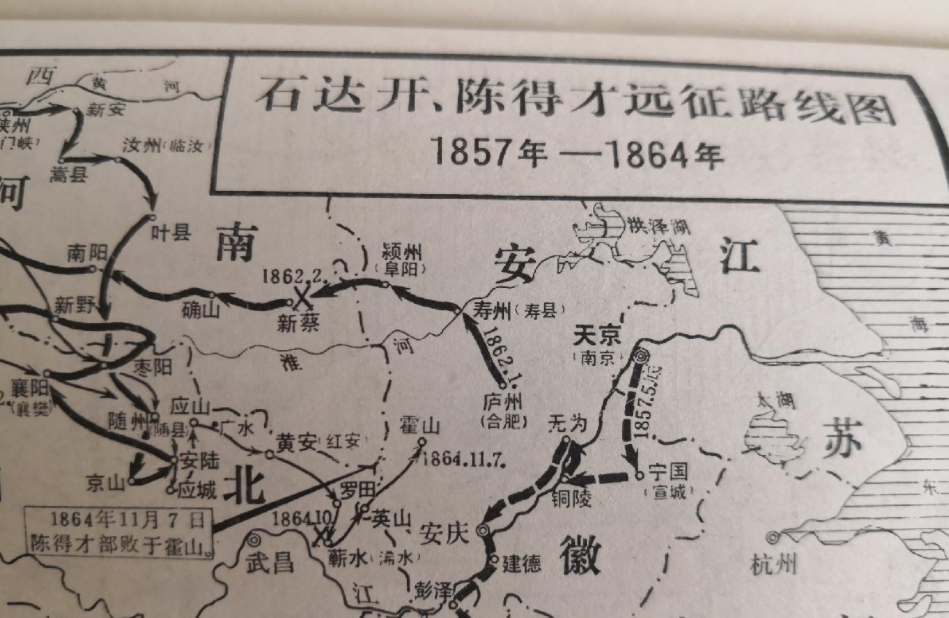 石达开、陈得才远征路线图
1857年—1864年
西
黄 河
新安
陕州
门峡)
汝州(临汝)
嵩县
河
叶县
南
南阳
1862.2.
颍州
(阜阳)
安
洪泽湖
江
黄
海
东
新野
确山
新蔡
寿州(寿县)
天京
(南京)
淮 河
1862.1.
1857.5.底
枣阳
襄阳
(襄樊)
庐州
(合肥)
太湖
苏
随州
(随县)
应山
广水
黄安(红安)
霍山
1864.11.7.
无为
宁国
(宣城)
安陆
京山
应城
北
罗田
英山
铜陵
1864年11月7日
陈得才部败于霍山。
1864.10
蕲水(浠水)
武昌
安庆
建德
徽
杭州
江
彭泽